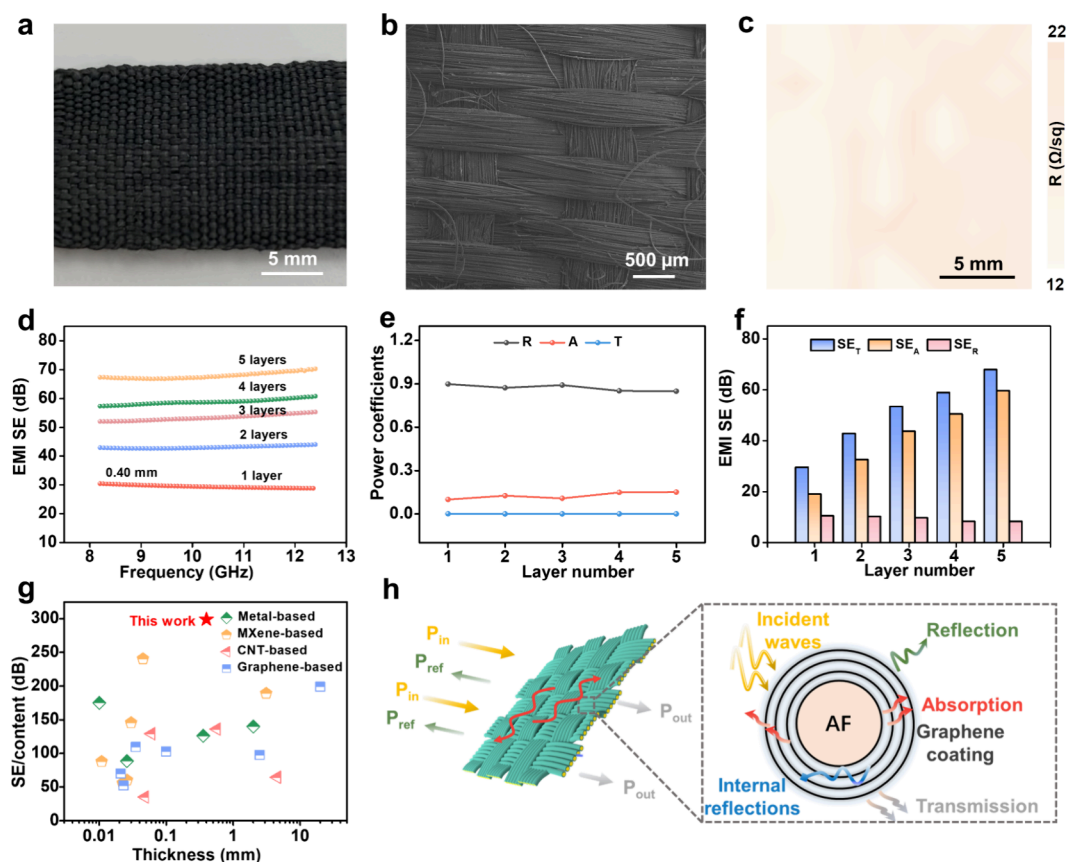 a
5 mm
b
500 μm
c
22
R (Ω/sq)
12
5 mm
d
80
70
60
50
40
30
20
10
EMI SE (dB)
5 layers
4 layers
3 layers
2 layers
0.40 mm
1 layer
8 9 10 11 12 13
Frequency (GHz)
e
1.2
0.9
0.6
0.3
0.0
Power coefficients
R A T
1 2 3 4 5
Layer number
f
80
60
40
20
0
EMI SE (dB)
SET SEA SER
1 2 3 4 5
Layer number
g
300
250
200
150
100
50
0
SE/content (dB)
This work
Metal-based
MXene-based
CNT-based
Graphene-based
0.01 0.1 1 10
Thickness (mm)
h
Pin
Pref
Pin
Pref
Pout
Pout
Incident
waves
Reflection
AF
Absorption
Graphene
coating
Internal
reflections
Transmission